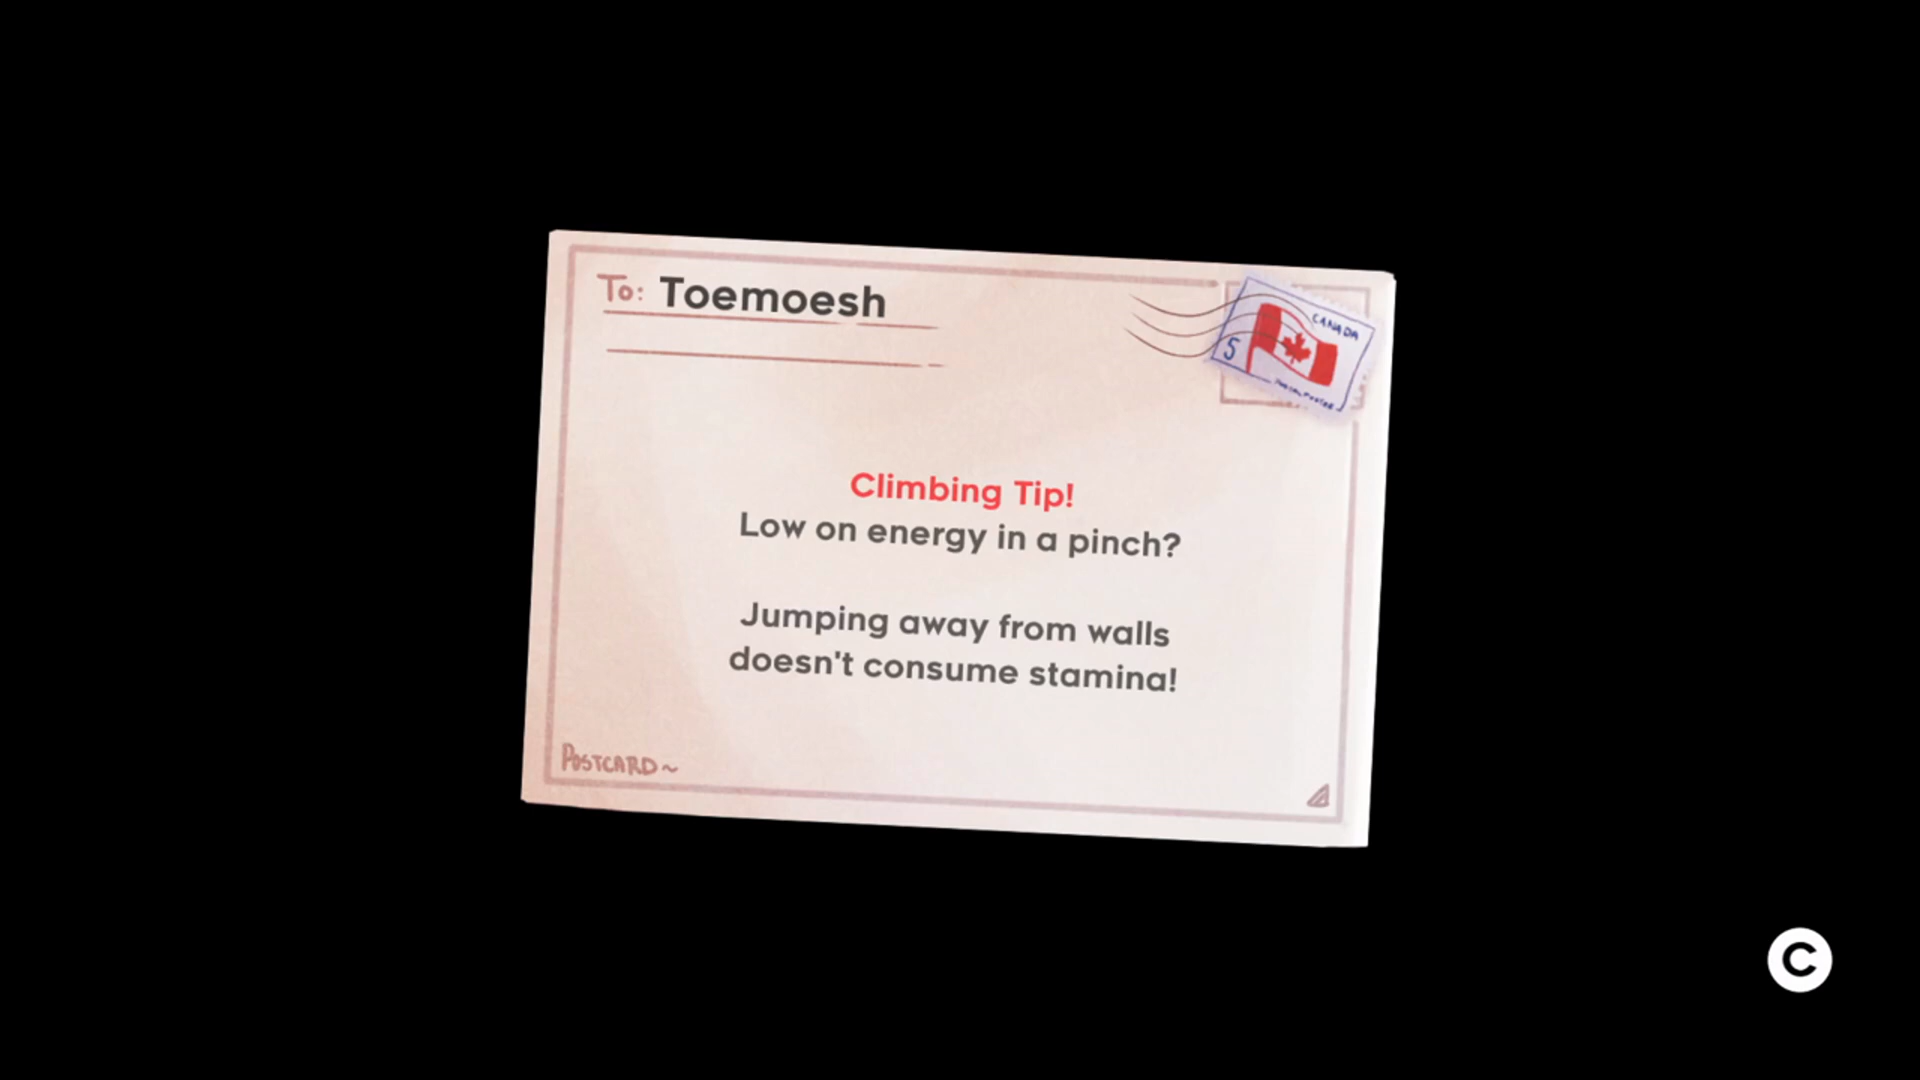 To: Toemoesh
CANADA
5
Climbing Tip!
Low on energy in a pinch?
Jumping away from walls
doesn't consume stamina!
POSTCARD~
C